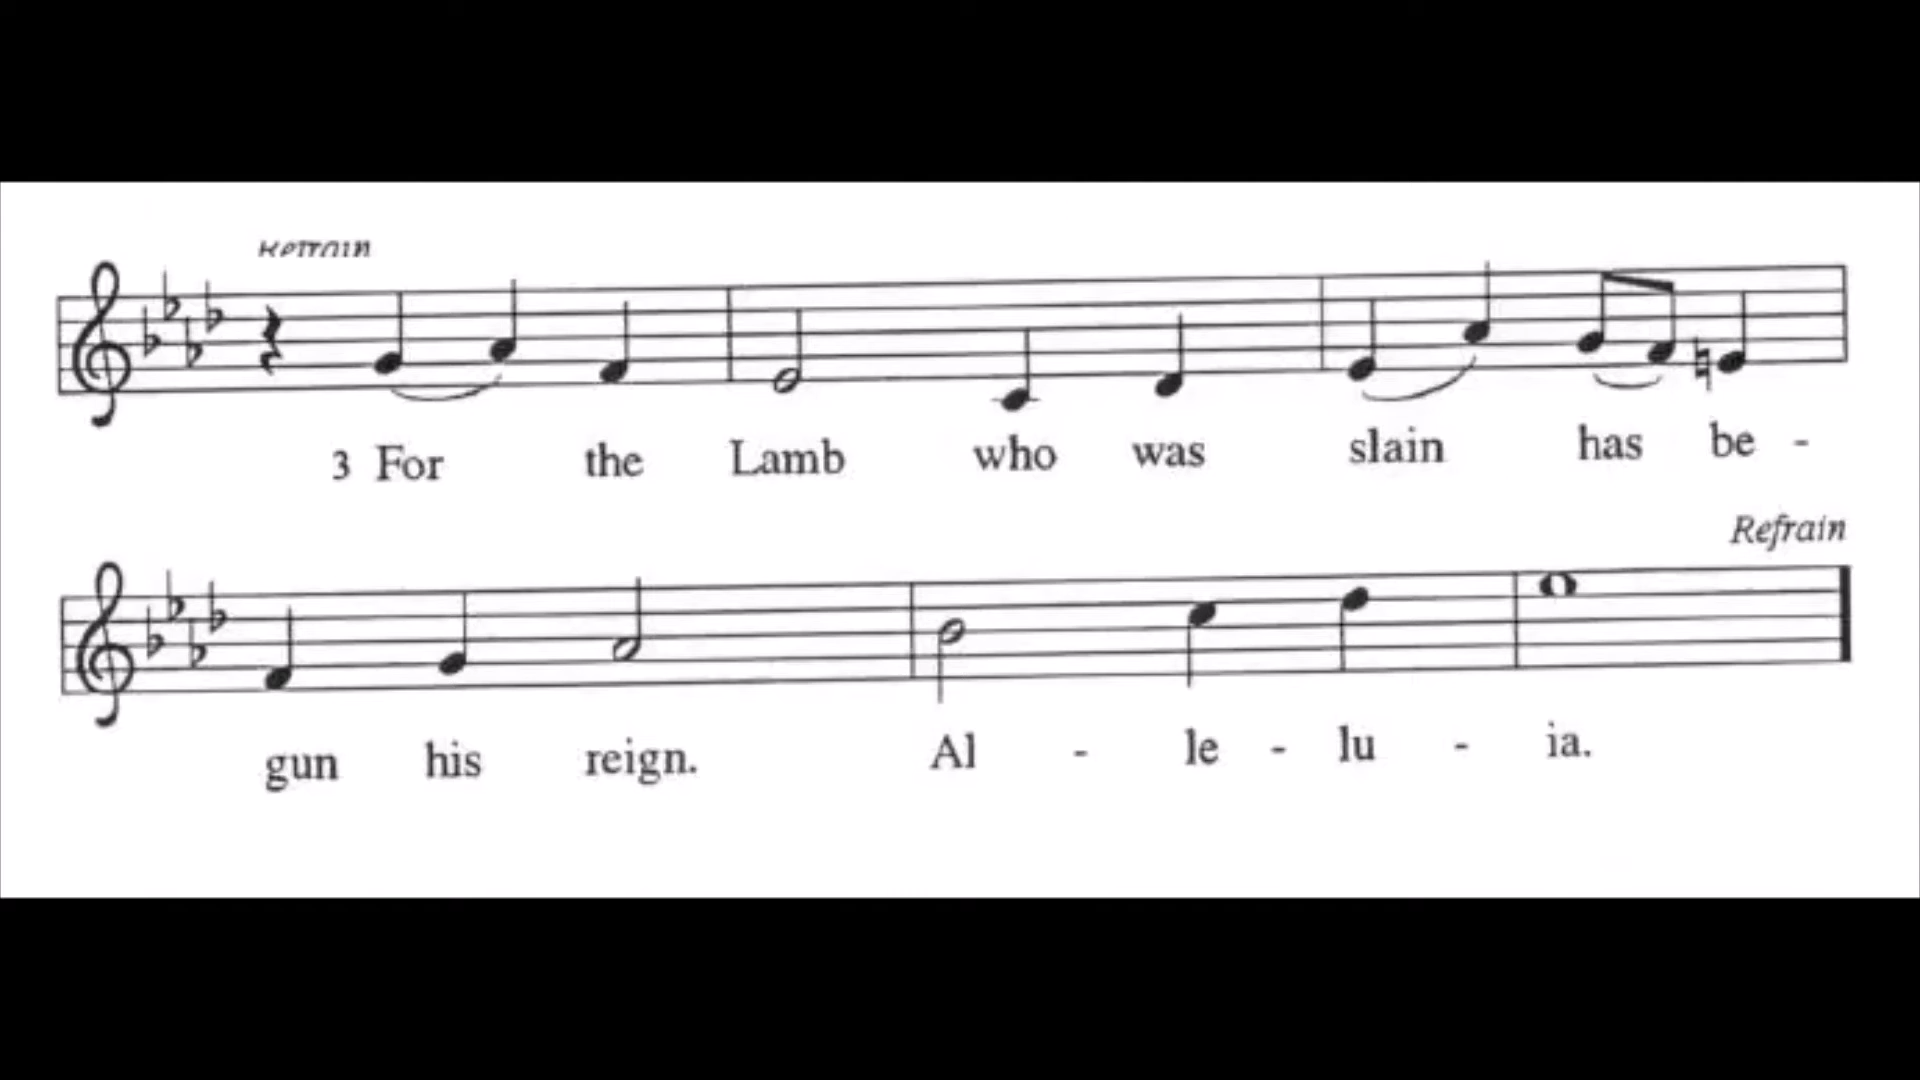 Refrain
3 For the Lamb who was slain has be -
Refrain
gun his reign. Al - le - lu - ia.